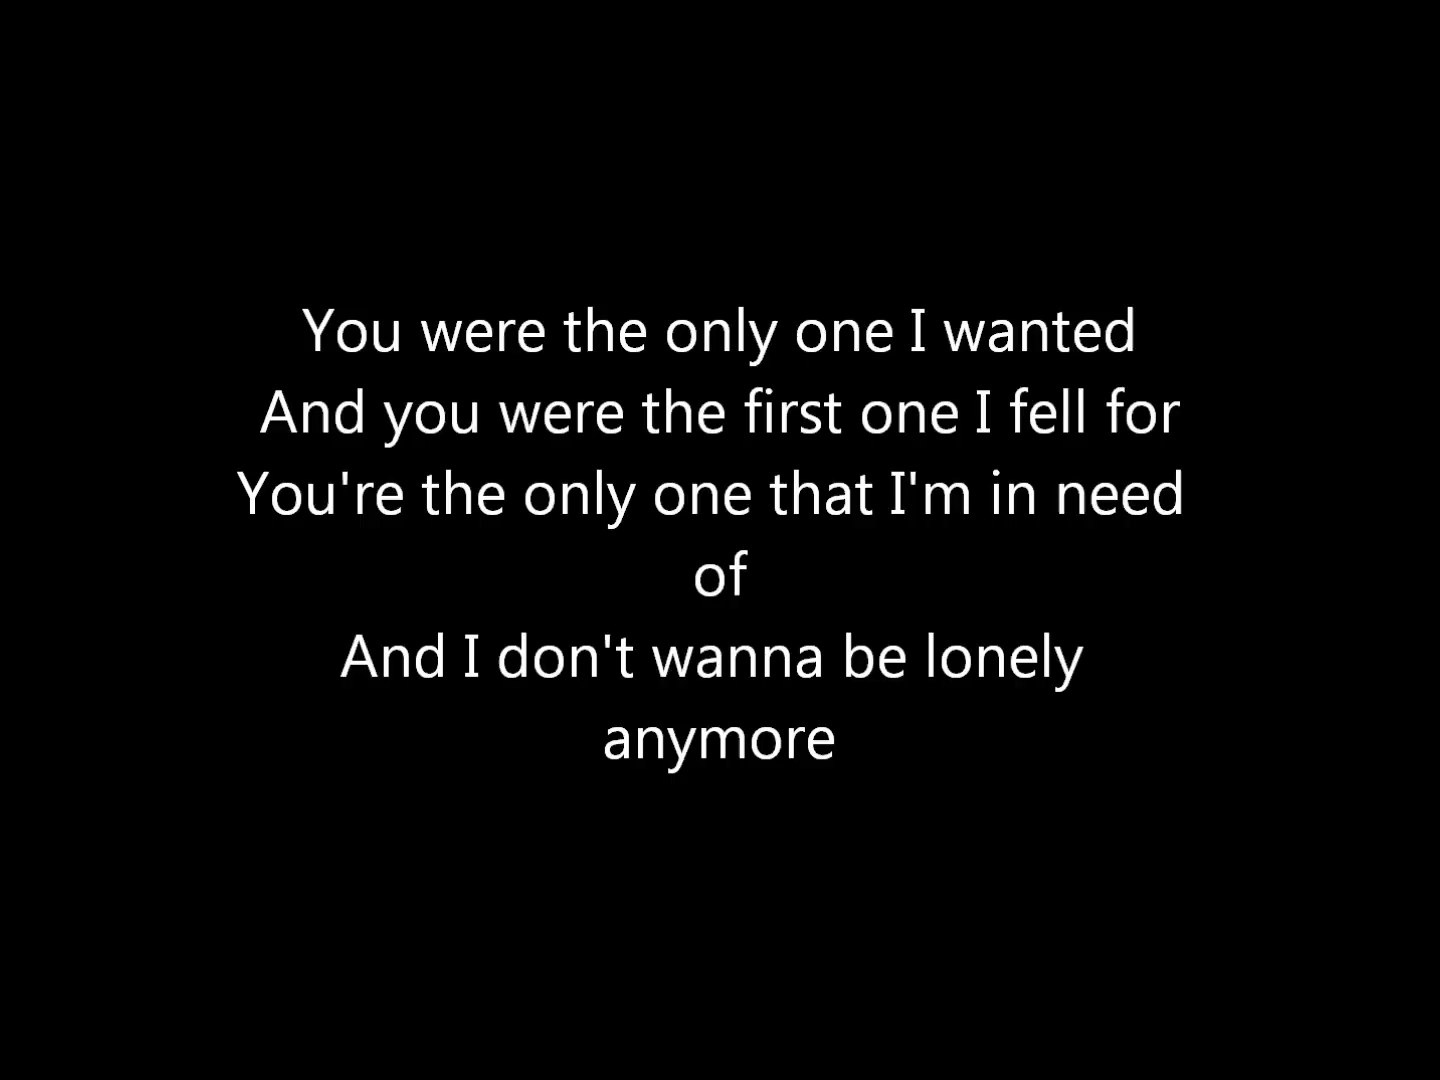 You were the only one I wanted
And you were the first one I fell for
You're the only one that I'm in need
of
And I don't wanna be lonely
anymore